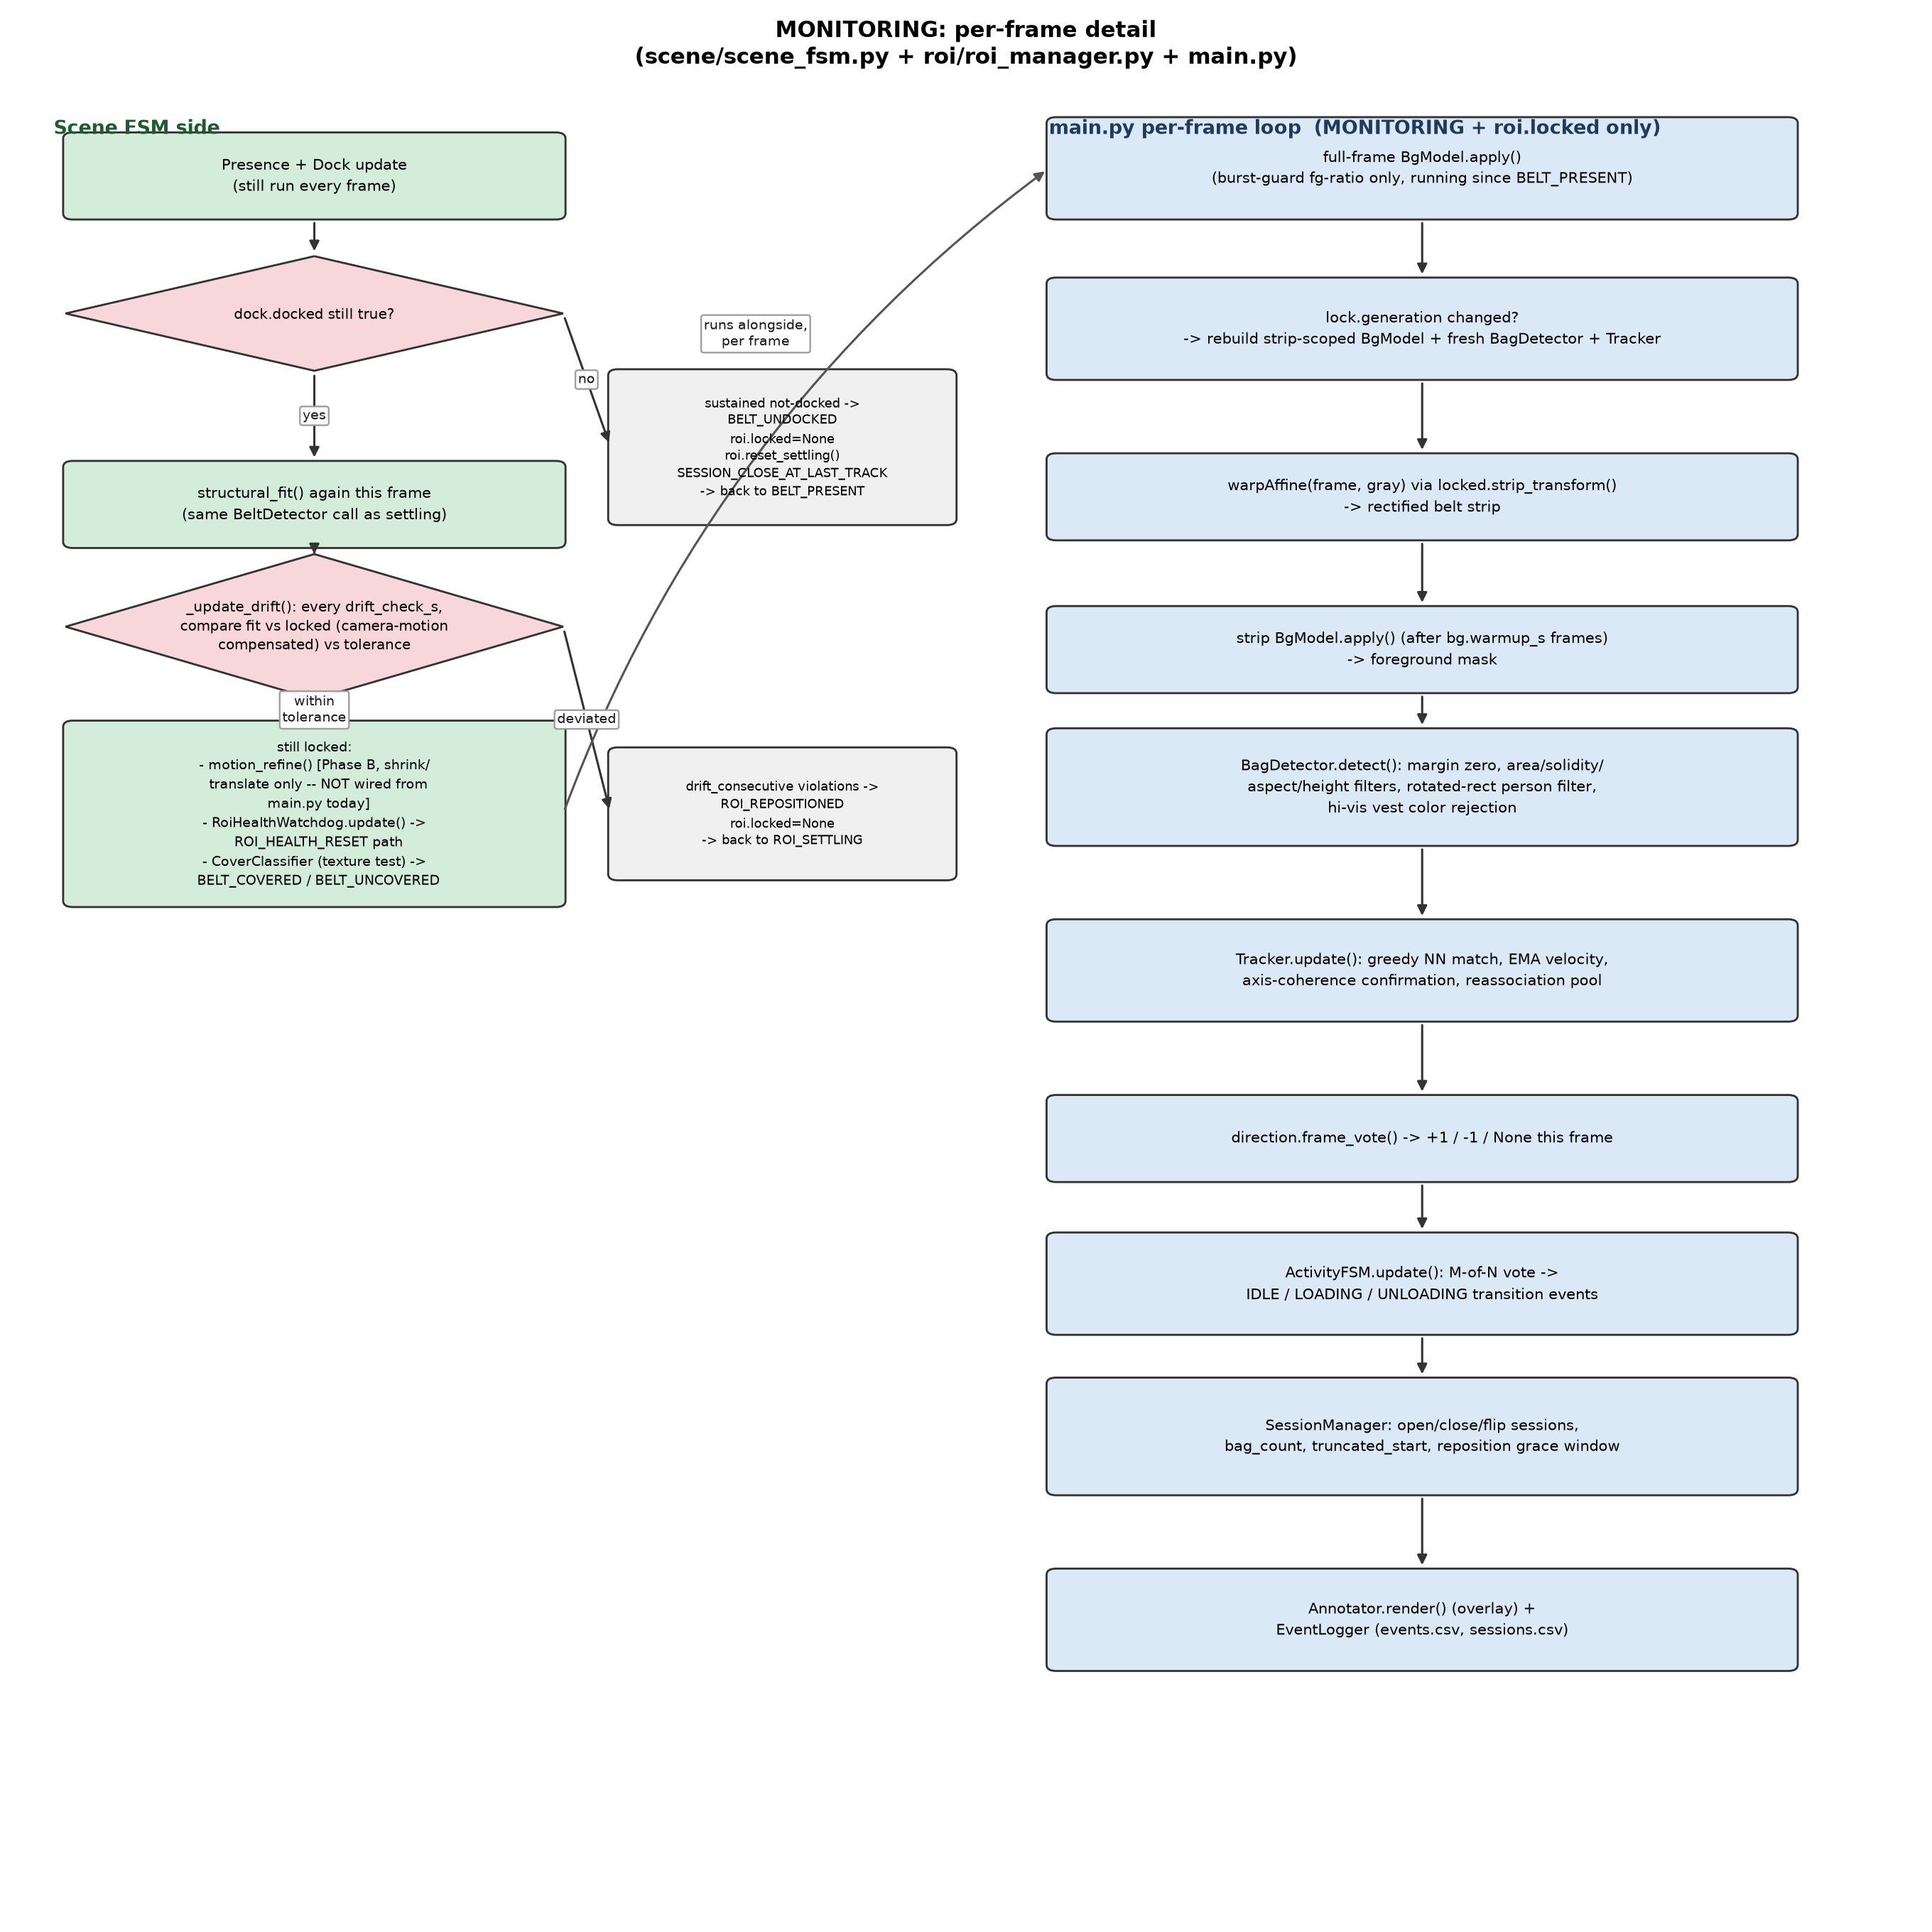 MONITORING: per-frame detail
(scene/scene_fsm.py + roi/roi_manager.py + main.py)
Scene FSM side
Presence + Dock update
(still run every frame)
dock.docked still true?
no
yes
sustained not-docked ->
BELT_UNDOCKED
roi.locked=None
roi.reset_settling()
SESSION_CLOSE_AT_LAST_TRACK
-> back to BELT_PRESENT
structural_fit() again this frame
(same BeltDetector call as settling)
_update_drift(): every drift_check_s,
compare fit vs locked (camera-motion
compensated) vs tolerance
within
tolerance
deviated
still locked:
- motion_refine() [Phase B, shrink/
translate only -- NOT wired from
main.py today]
- RoiHealthWatchdog.update() ->
ROI_HEALTH_RESET path
- CoverClassifier (texture test) ->
BELT_COVERED / BELT_UNCOVERED
drift_consecutive violations ->
ROI_REPOSITIONED
roi.locked=None
-> back to ROI_SETTLING
runs alongside,
per frame
main.py per-frame loop  (MONITORING + roi.locked only)
full-frame BgModel.apply()
(burst-guard fg-ratio only, running since BELT_PRESENT)
lock.generation changed?
-> rebuild strip-scoped BgModel + fresh BagDetector + Tracker
warpAffine(frame, gray) via locked.strip_transform()
-> rectified belt strip
strip BgModel.apply() (after bg.warmup_s frames)
-> foreground mask
BagDetector.detect(): margin zero, area/solidity/
aspect/height filters, rotated-rect person filter,
hi-vis vest color rejection
Tracker.update(): greedy NN match, EMA velocity,
axis-coherence confirmation, reassociation pool
direction.frame_vote() -> +1 / -1 / None this frame
ActivityFSM.update(): M-of-N vote ->
IDLE / LOADING / UNLOADING transition events
SessionManager: open/close/flip sessions,
bag_count, truncated_start, reposition grace window
Annotator.render() (overlay) +
EventLogger (events.csv, sessions.csv)